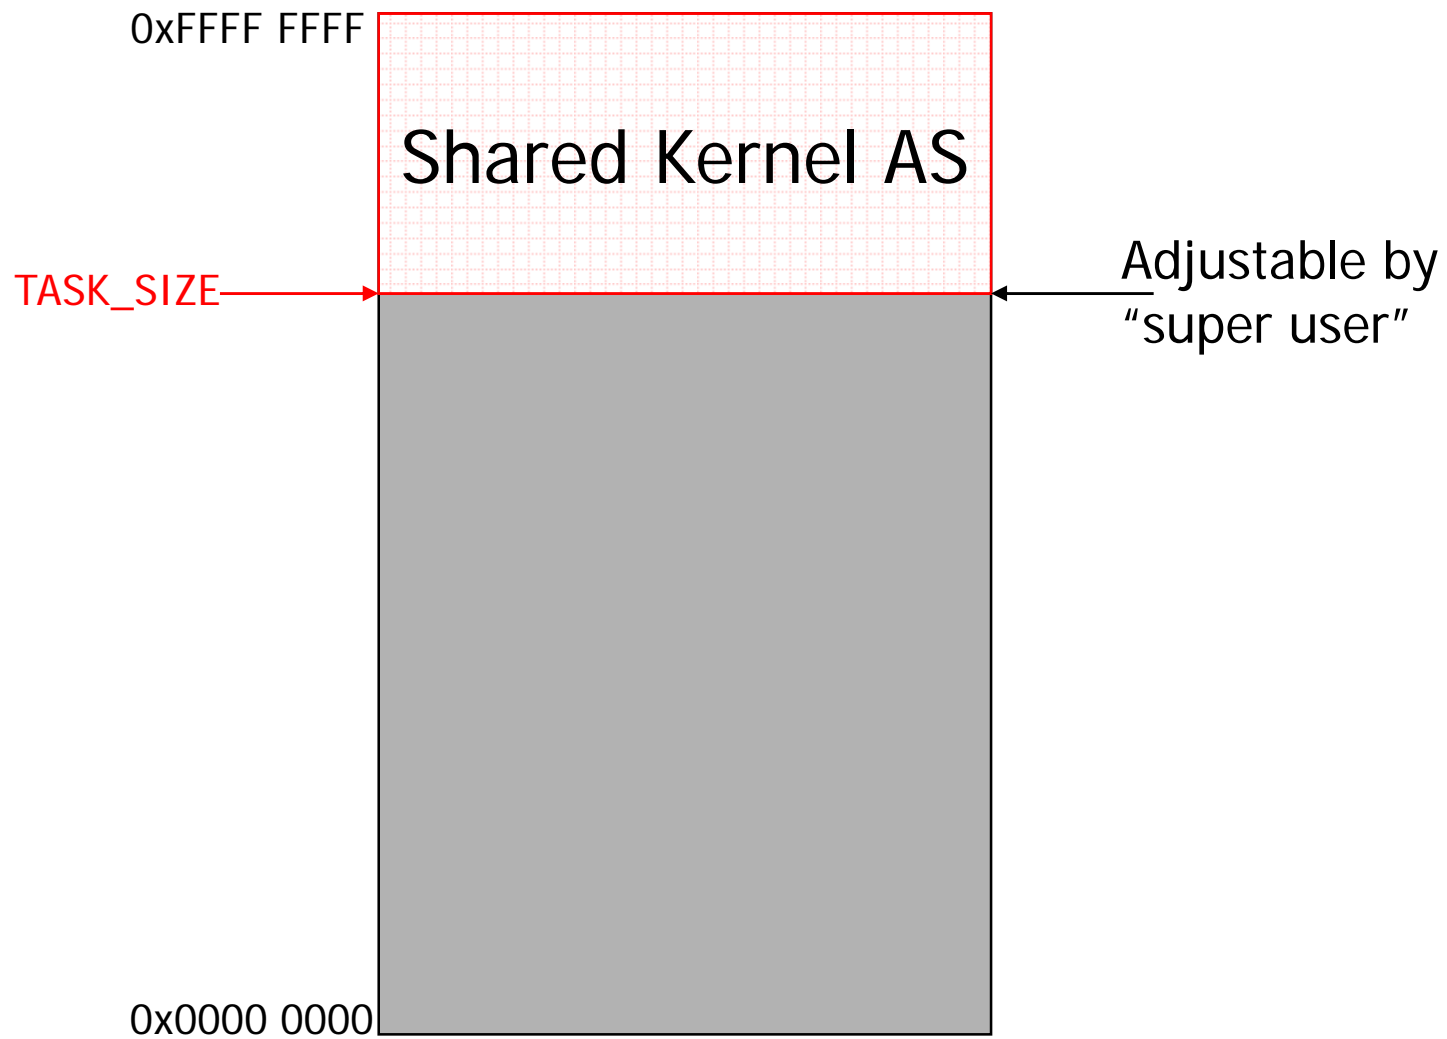 0xFFFF FFFF
Shared Kernel AS
TASK_SIZE
Adjustable by
“super user”
0x0000 0000